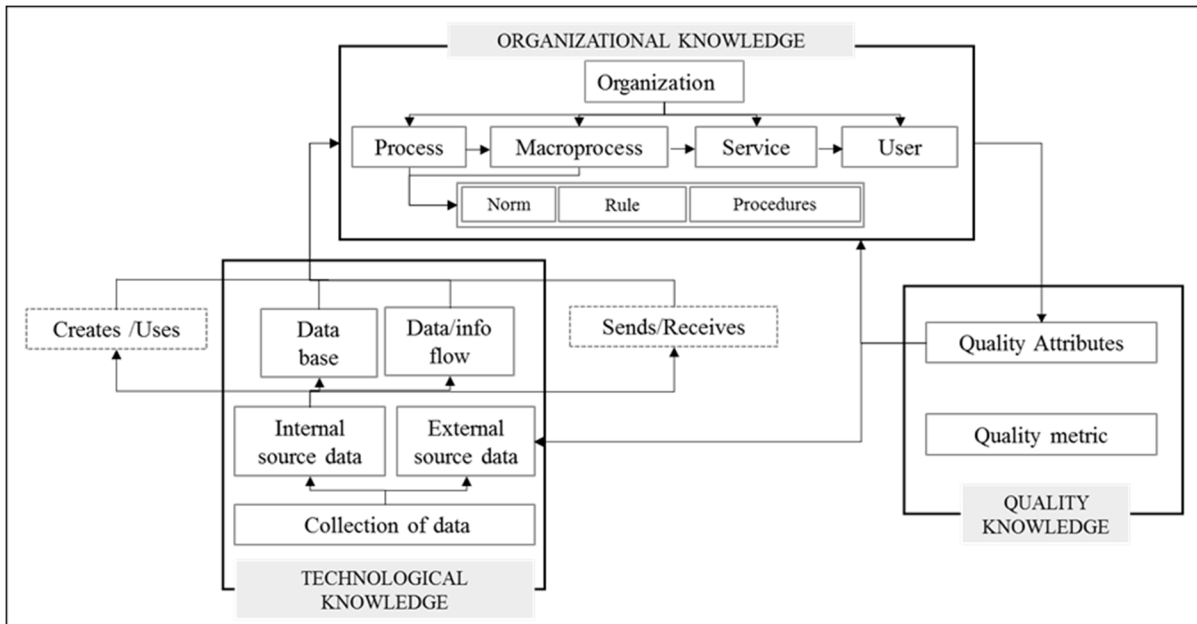 ORGANIZATIONAL KNOWLEDGE
Organization
Process
Macroprocess
Service
User
Norm
Rule
Procedures
Creates /Uses
Data
base
Data/info
flow
Sends/Receives
Quality Attributes
Internal
source data
External
source data
Quality metric
Collection of data
QUALITY
KNOWLEDGE
TECHNOLOGICAL
KNOWLEDGE